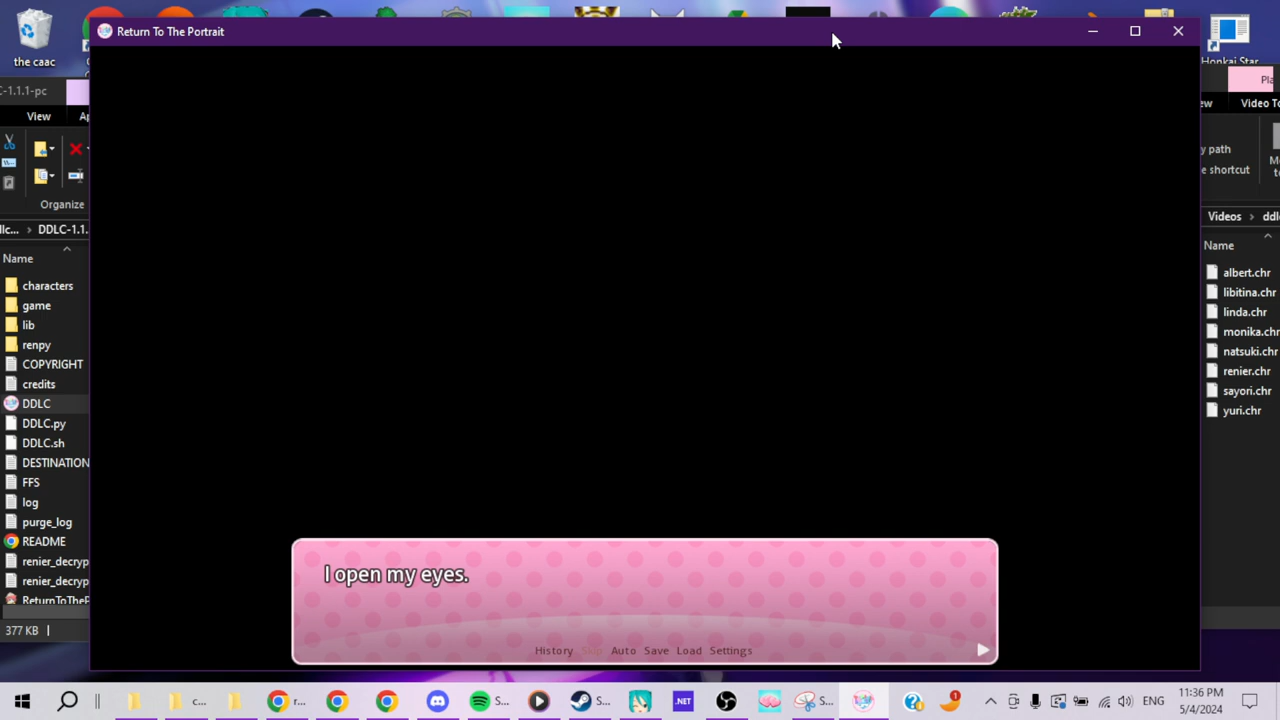 the caac
Honkai Star
Return To The Portrait
C-1.1.1-pc
View
Organize
DDLC-1.1.
Name
characters
game
lib
renpy
COPYRIGHT
credits
DDLC
DDLC.py
DDLC.sh
DESTINATION
FFS
log
purge_log
README
renier_decryp
renier_decryp
ReturnToTheP
377 KB
I open my eyes.
History Skip Auto Save Load Settings
Video To
path
e shortcut
Videos
Name
albert.chr
libitina.chr
linda.chr
monika.chr
natsuki.chr
renier.chr
sayori.chr
yuri.chr
.NET
1
ENG
11:36 PM
5/4/2024